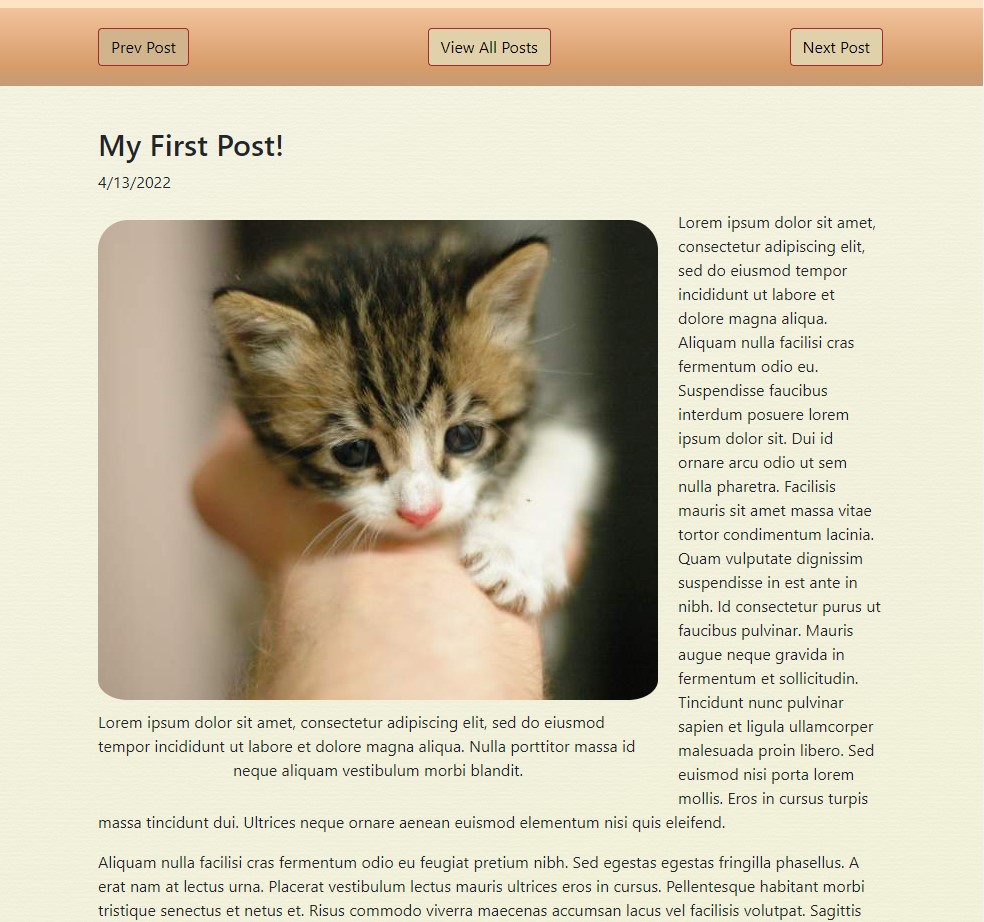 Prev Post
View All Posts
Next Post
My First Post!
4/13/2022
Lorem ipsum dolor sit amet,
consectetur adipiscing elit,
sed do eiusmod tempor
incididunt ut labore et
dolore magna aliqua.
Aliquam nulla facilisi cras
fermentum odio eu.
Suspendisse faucibus
interdum posuere lorem
ipsum dolor sit. Dui id
ornare arcu odio ut sem
nulla pharetra. Facilisis
mauris sit amet massa vitae
tortor condimentum lacinia.
Quam vulputate dignissim
suspendisse in est ante in
nibh. Id consectetur purus ut
faucibus pulvinar. Mauris
augue neque gravida in
fermentum et sollicitudin.
Tincidunt nunc pulvinar
sapien et ligula ullamcorper
malesuada proin libero. Sed
euismod nisi porta lorem
mollis. Eros in cursus turpis
Lorem ipsum dolor sit amet, consectetur adipiscing elit, sed do eiusmod
tempor incididunt ut labore et dolore magna aliqua. Nulla porttitor massa id
neque aliquam vestibulum morbi blandit.
massa tincidunt dui. Ultrices neque ornare aenean euismod elementum nisi quis eleifend.
Aliquam nulla facilisi cras fermentum odio eu feugiat pretium nibh. Sed egestas egestas fringilla phasellus. A
erat nam at lectus urna. Placerat vestibulum lectus mauris ultrices eros in cursus. Pellentesque habitant morbi
tristique senectus et netus et. Risus commodo viverra maecenas accumsan lacus vel facilisis volutpat. Sagittis